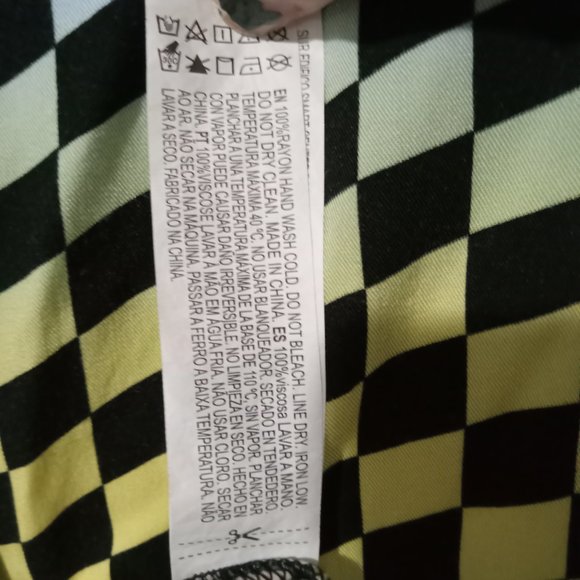 EN 100%RAYON HAND WASH COLD, DO NOT BLEACH. LINE DRY, IRON LOW.
DO NOT DRY CLEAN. MADE IN CHINA. ES 100%viscosa LAVAR A MANO,
TEMPERATURA MÁXIMA 40 °C. NO USAR BLANQUEADOR. SECADO EN TENDEDERO.
PLANCHAR A UNA TEMPERATURA MÁXIMA DE LA BASE DE 110 °C, SIN VAPOR. PLANCHAR
CON VAPOR PUEDE CAUSAR DAÑO IRREVERSIBLE. NO LIMPIEZA EN SECO. HECHO EN
CHINA. PT 100%VISCOSE LAVAR À MÃO EM ÁGUA FRIA. NÃO USAR CLORO, SECAR
AO AR. NÃO SECAR NA MÁQUINA. PASSAR A FERRO A BAIXA TEMPERATURA. NÃO
LAVAR A SECO. FABRICADO NA CHINA.